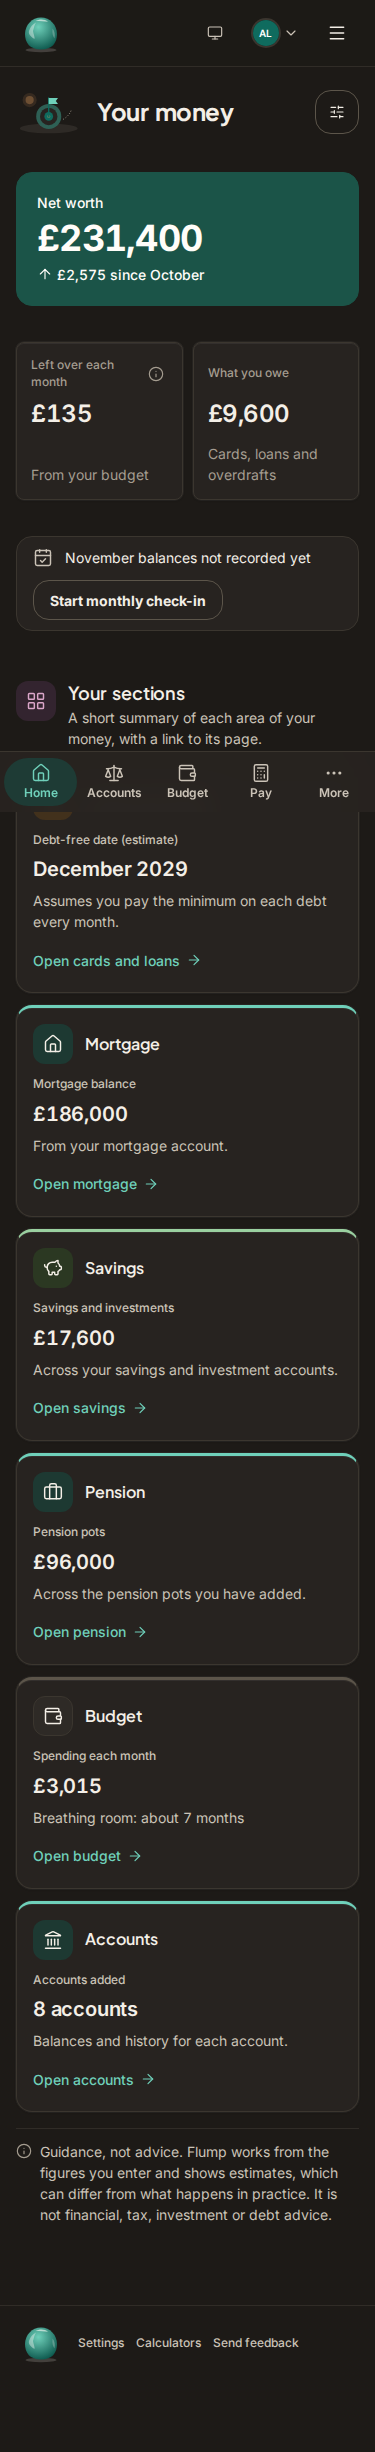 AL
Your money
Net worth
£231,400
£2,575 since October
Left over each
month
£135
From your budget
What you owe
£9,600
Cards, loans and
overdrafts
November balances not recorded yet
Start monthly check-in
Your sections
A short summary of each area of your
money, with a link to its page.
Home
Accounts
Budget
Pay
More
Debt-free date (estimate)
December 2029
Assumes you pay the minimum on each debt
every month.
Open cards and loans
Mortgage
Mortgage balance
£186,000
From your mortgage account.
Open mortgage
Savings
Savings and investments
£17,600
Across your savings and investment accounts.
Open savings
Pension
Pension pots
£96,000
Across the pension pots you have added.
Open pension
Budget
Spending each month
£3,015
Breathing room: about 7 months
Open budget
Accounts
Accounts added
8 accounts
Balances and history for each account.
Open accounts
Guidance, not advice. Flump works from the
figures you enter and shows estimates, which
can differ from what happens in practice. It is
not financial, tax, investment or debt advice.
Settings
Calculators
Send feedback